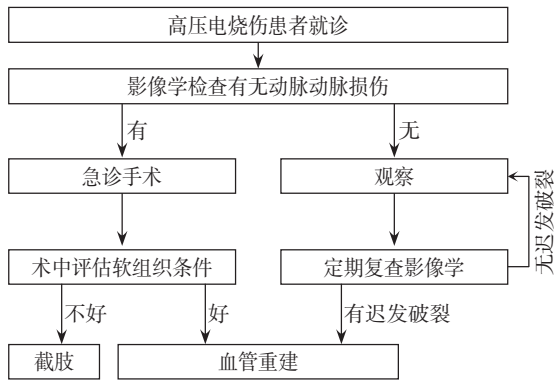 高压电烧伤患者就诊
影像学检查有无动脉动脉损伤
有
无
急诊手术
观察
无迟发破裂
术中评估软组织条件
定期复查影像学
不好
好
有迟发破裂
截肢
血管重建